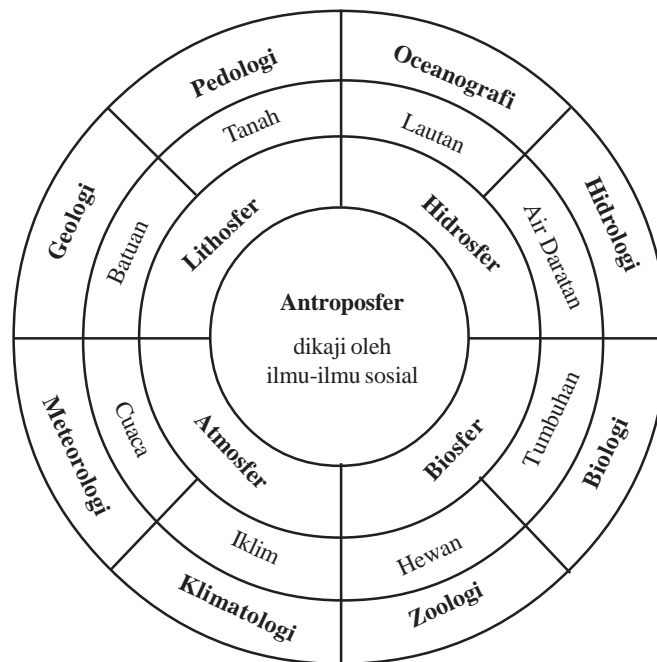 Pedologi
Oceanografi
Tanah
Lautan
Geologi
Batuan
Lithosfer
Hidrosfer
Air Daratan
Hidrologi
Antroposfer
dikaji oleh
ilmu-ilmu sosial
Meteorologi
Cuaca
Atmosfer
Biosfer
Tumbuhan
Biologi
Iklim
Hewan
Klimatologi
Zoologi